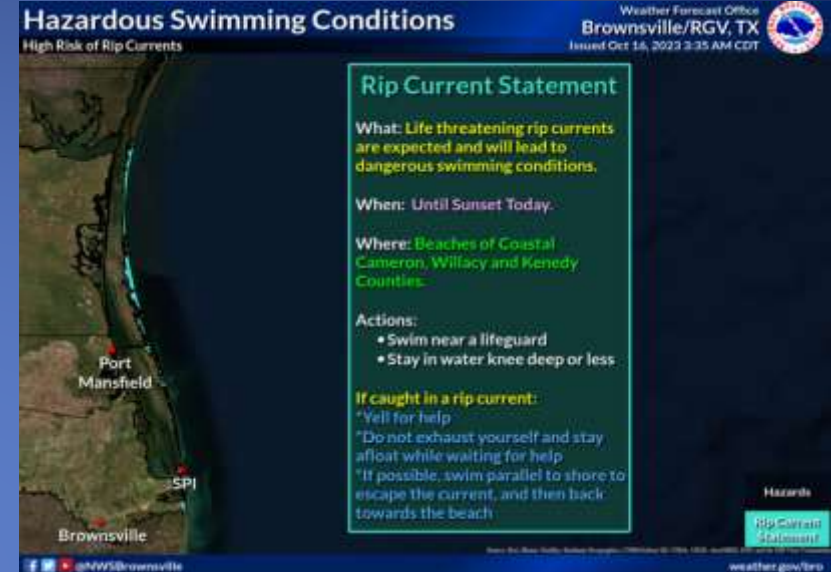 Hazardous Swimming Conditions
High Risk of Rip Currents
Weather Forecast Office
Brownsville/RGV, TX
Issued Oct 16, 2023 3:35 AM CDT
Rip Current Statement
What: Life threatening rip currents
are expected and will lead to
dangerous swimming conditions.
When: Until Sunset Today.
Where: Beaches of Coastal
Cameron, Willacy and Kenedy
Counties.
Actions:
•Swim near a lifeguard
•Stay in water knee deep or less
If caught in a rip current:
*Yell for help
*Do not exhaust yourself and stay
afloat while waiting for help
*If possible, swim parallel to shore to
escape the current, and then back
towards the beach
Port
Mansfield
SPI
Brownsville
Hazards
Rip Current
Statement
@NWSBrownsville
weather.gov/bro